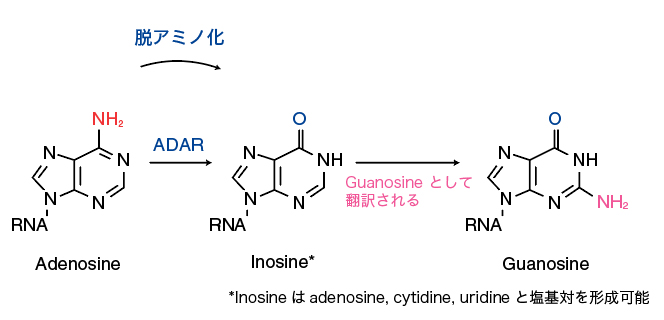 脱アミノ化
NH₂
O
O
N
N
N
N
ADAR
N
NH
N
N
Guanosine として
翻訳される
N
NH
N
N
NH₂
RNA
RNA
RNA
Adenosine
Inosine*
Guanosine
*Inosine は adenosine, cytidine, uridine と塩基対を形成可能